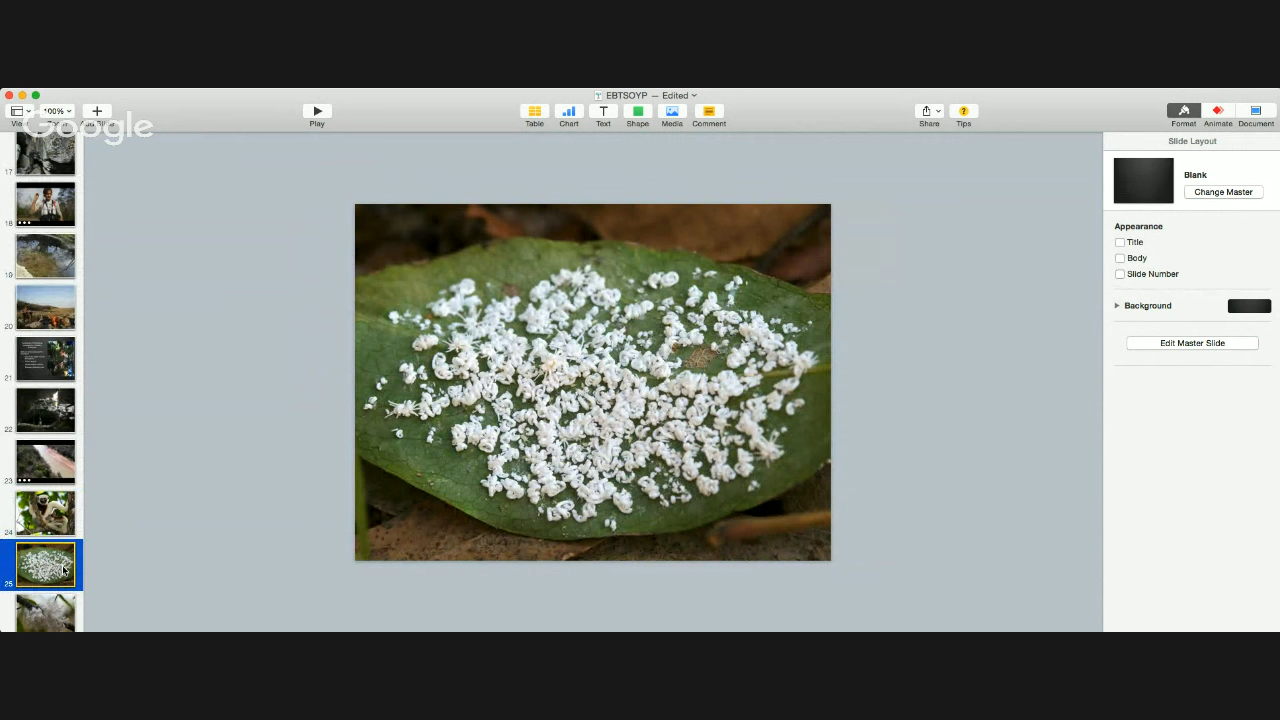 EBTSOYP — Edited
100%
Google
Play
Table
Chart
Text
Shape
Media
Comment
Share
Tips
Format
Animate
Document
Slide Layout
Blank
Change Master
Appearance
Title
Body
Slide Number
Background
Edit Master Slide
17
18
19
20
21
22
23
24
25